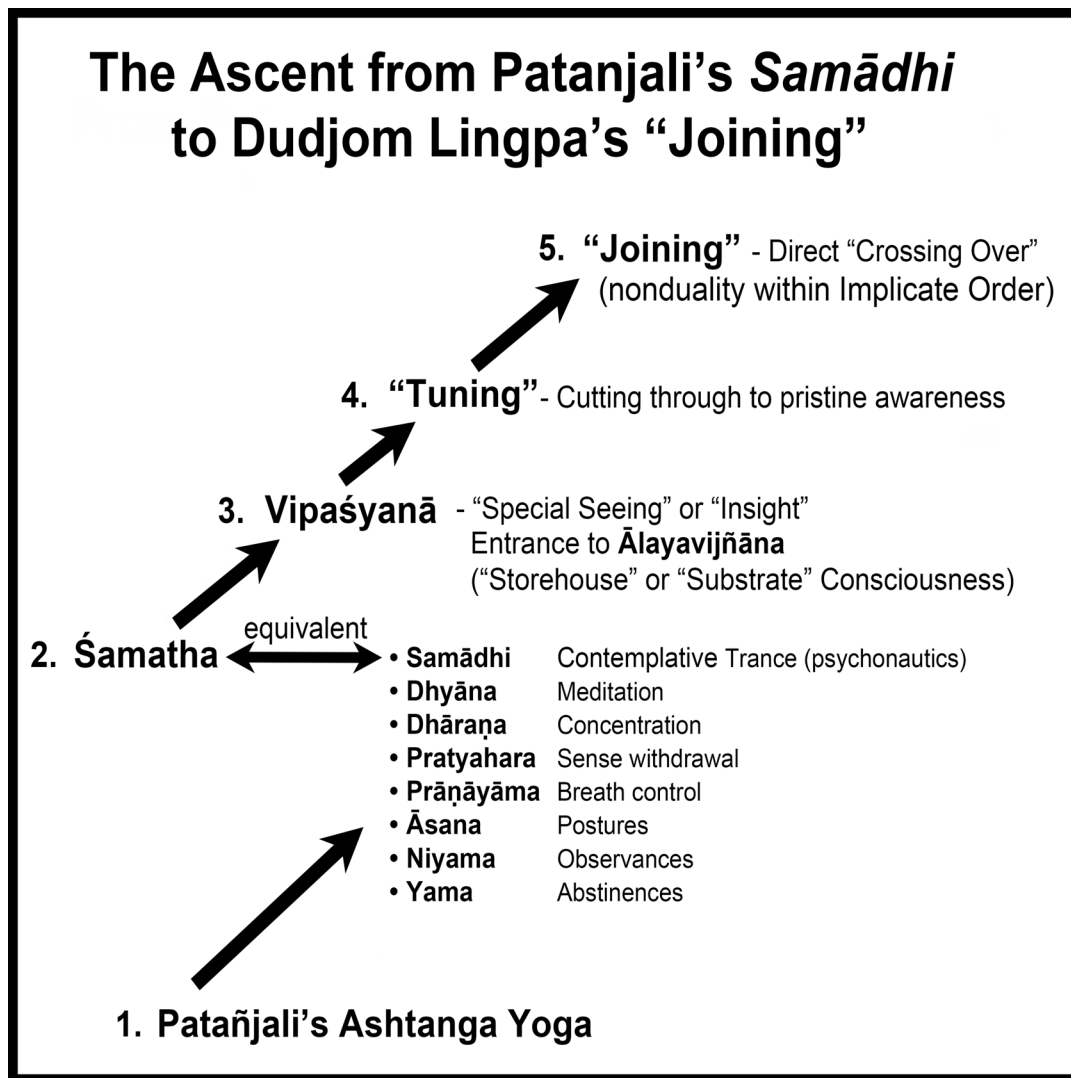 The Ascent from Patanjali's Samādhi
to Dudjom Lingpa's “Joining”
5. “Joining” - Direct “Crossing Over”
(nonduality within Implicate Order)
4. “Tuning” - Cutting through to pristine awareness
3. Vipaśyanā - “Special Seeing” or “Insight”
Entrance to Ālayavijñāna
(“Storehouse” or “Substrate” Consciousness)
equivalent
2. Śamatha • Samādhi Contemplative Trance (psychonautics)
• Dhyāna Meditation
• Dhāraṇa Concentration
• Pratyahara Sense withdrawal
• Prāṇāyāma Breath control
• Āsana Postures
• Niyama Observances
• Yama Abstinences
1. Patañjali's Ashtanga Yoga